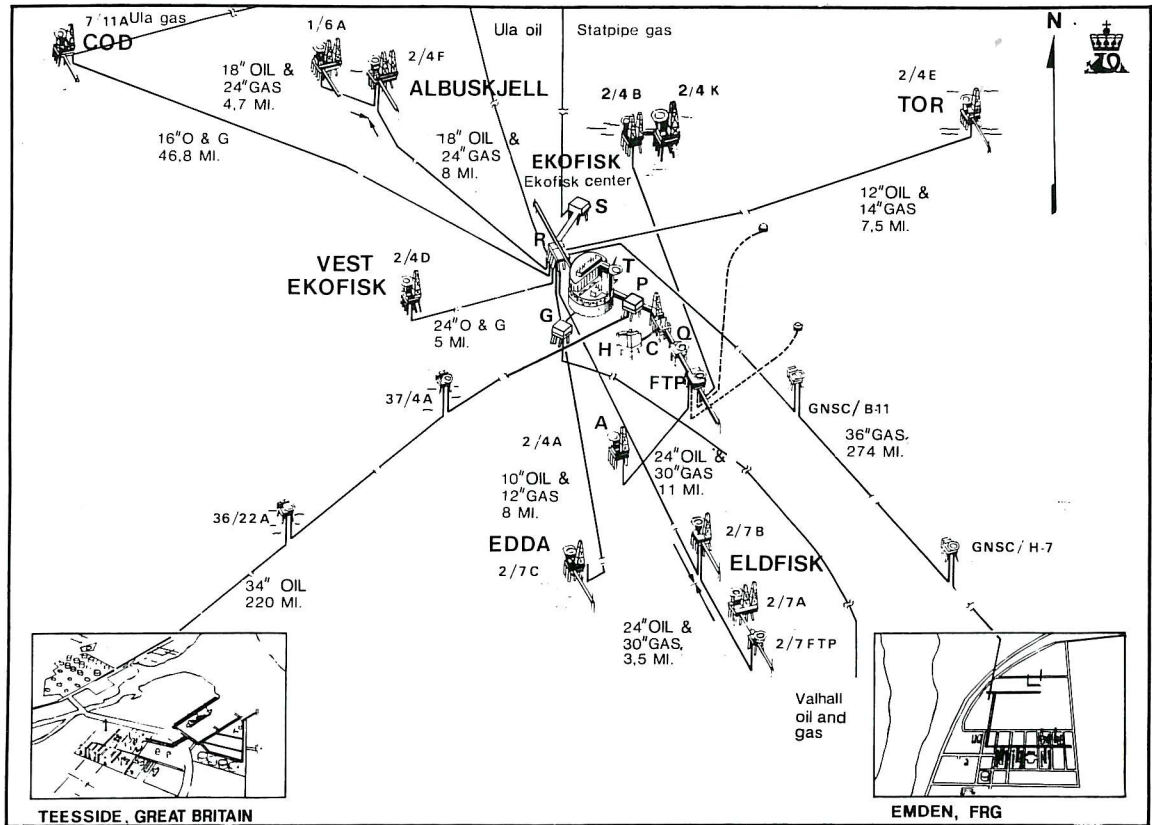 7/11A
Ula gas
COD
1/6 A
2/4 F
ALBUSKJELL
18" OIL &
24" GAS
4,7 MI.
16" O & G
46,8 MI.
Ula oil
Statpipe gas
18" OIL &
24" GAS
8 MI.
2/4 B
2/4 K
EKOFISK
Ekofisk center
2/4 E
TOR
N
12" OIL &
14" GAS
7,5 MI.
S
R
T
P
G
H
C
Q
FTP
VEST
EKOFISK
2/4 D
24" O & G
5 MI.
37/4 A
36/22 A
34" OIL
220 MI.
A
2/4 A
24" OIL &
30" GAS
11 MI.
10" OIL &
12" GAS
8 MI.
EDDA
2/7 C
GNSC/B-11
36" GAS,
274 MI.
GNSC/H-7
2/7 B
ELDFISK
2/7 A
2/7 FTP
24" OIL &
30" GAS,
3,5 MI.
Valhall
oil and
gas
TEESSIDE, GREAT BRITAIN
EMDEN, FRG